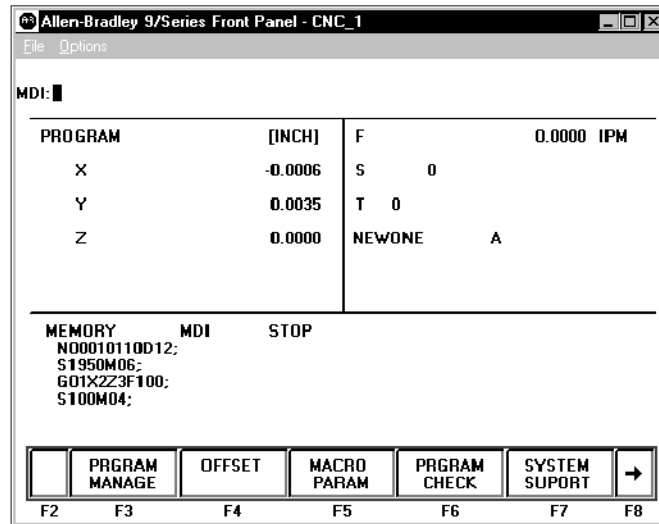 AB Allen-Bradley 9/Series Front Panel - CNC_1
File Options
MDI:
PROGRAM [INCH] F 0.0000 IPM
X -0.0006 S 0
Y 0.0035 T 0
Z 0.0000 NEWONE A
MEMORY MDI STOP
N00010110D12;
S1950M06;
G01X2Z3F100;
S100M04;
PRGRAM MANAGE OFFSET MACRO PARAM PRGRAM CHECK SYSTEM SUPORT →
F2 F3 F4 F5 F6 F7 F8